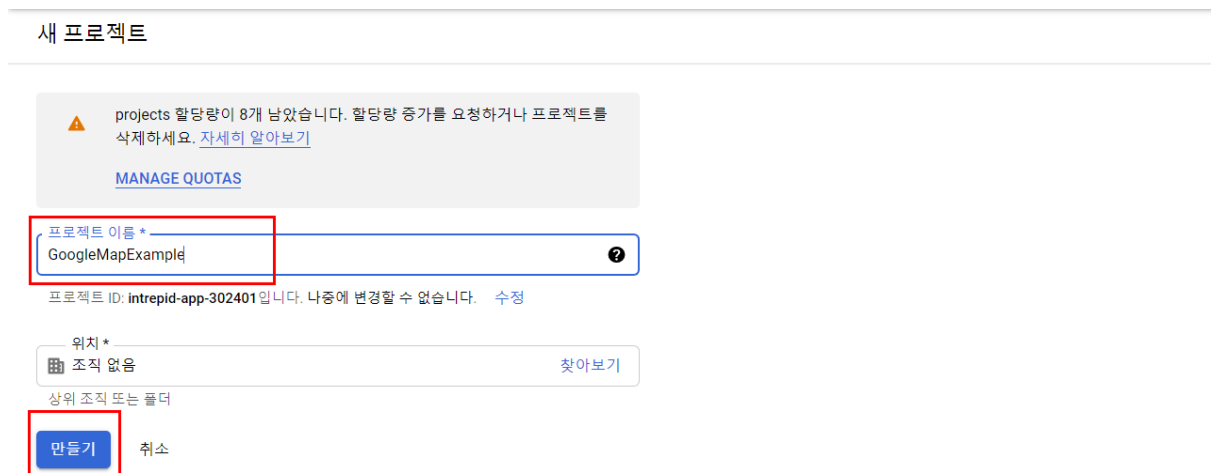 새 프로젝트
projects 할당량이 8개 남았습니다. 할당량 증가를 요청하거나 프로젝트를
삭제하세요. 자세히 알아보기
MANAGE QUOTAS
프로젝트 이름 *
GoogleMapExample
프로젝트 ID: intrepid-app-302401입니다. 나중에 변경할 수 없습니다. 수정
위치 *
조직 없음 찾아보기
상위 조직 또는 폴더
만들기 취소